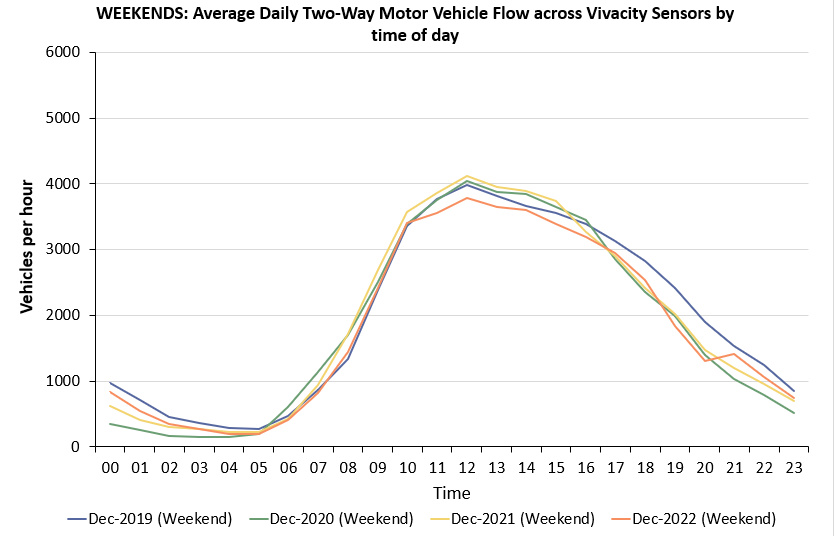 WEEKENDS: Average Daily Two-Way Motor Vehicle Flow across Vivacity Sensors by
time of day
6000
5000
4000
3000
2000
1000
0
Vehicles per hour
00 01 02 03 04 05 06 07 08 09 10 11 12 13 14 15 16 17 18 19 20 21 22 23
Time
Dec-2019 (Weekend) Dec-2020 (Weekend) Dec-2021 (Weekend) Dec-2022 (Weekend)